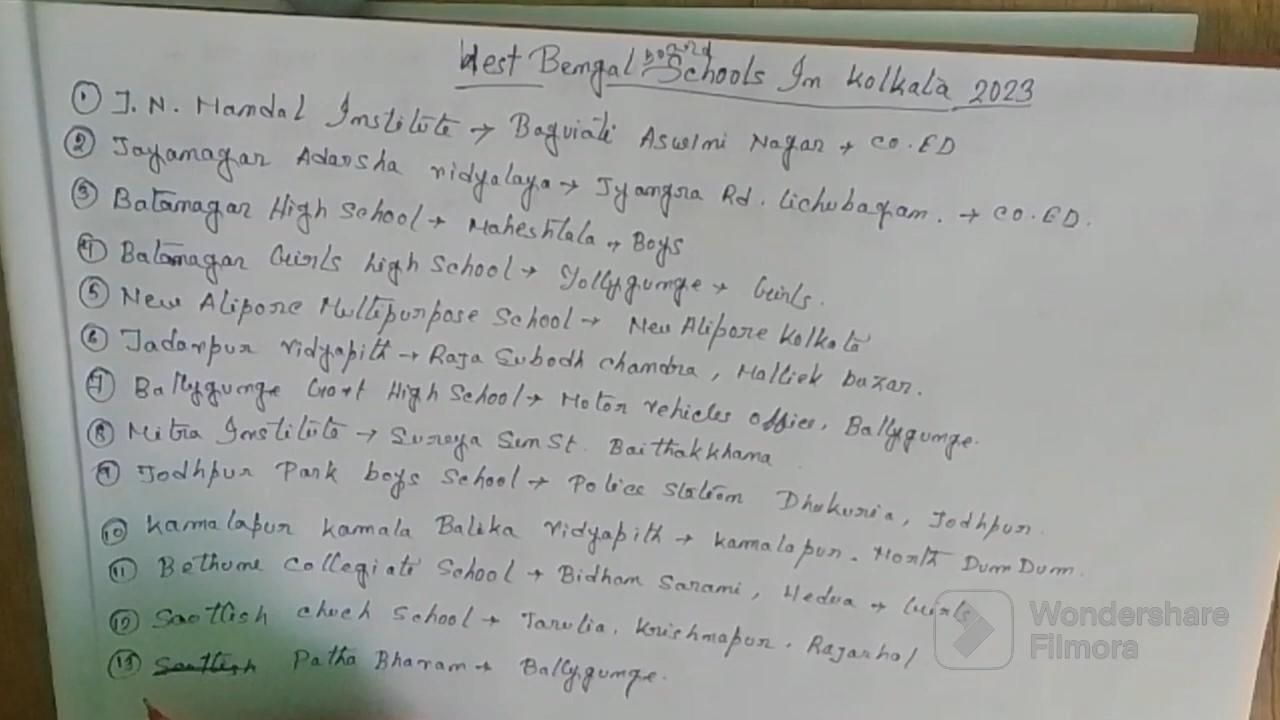 West Bengal Board Schools In Kolkata 2023
① J. N. Mandal Institute → Baguiati Aswini Nagar → CO.ED
② Jayanagar Adarsha vidyalaya → Jyangra Rd. Lichubagan. → CO.ED.
③ Batanagar High School → Maheshtala → Boys
④ Batanagar Girls high School → Tollygunge → Girls.
⑤ New Alipore Multipurpose School → New Alipore Kolkata
⑥ Jadavpur vidyapith → Raja Subodh chandra, Mallick bazar.
⑦ Ballygunge Govt High School → Motor vehicles office, Ballygunge.
⑧ Mitra Institute → Sureya Sen St. Baithakkhana
⑨ Jodhpur Park boys School → Police Station Dhakuria, Jodhpur.
⑩ Kamalapur Kamala Balika vidyapith → Kamalapur. North Dum Dum.
⑪ Bethune Collegiate School → Bidhan Sarani, Hedua → Girls
⑫ Scottish chuch School → Tarulia, Krishnapur. Rajarhat
⑬ Patha Bhavan → Ballygunge.
Wondershare
Filmora